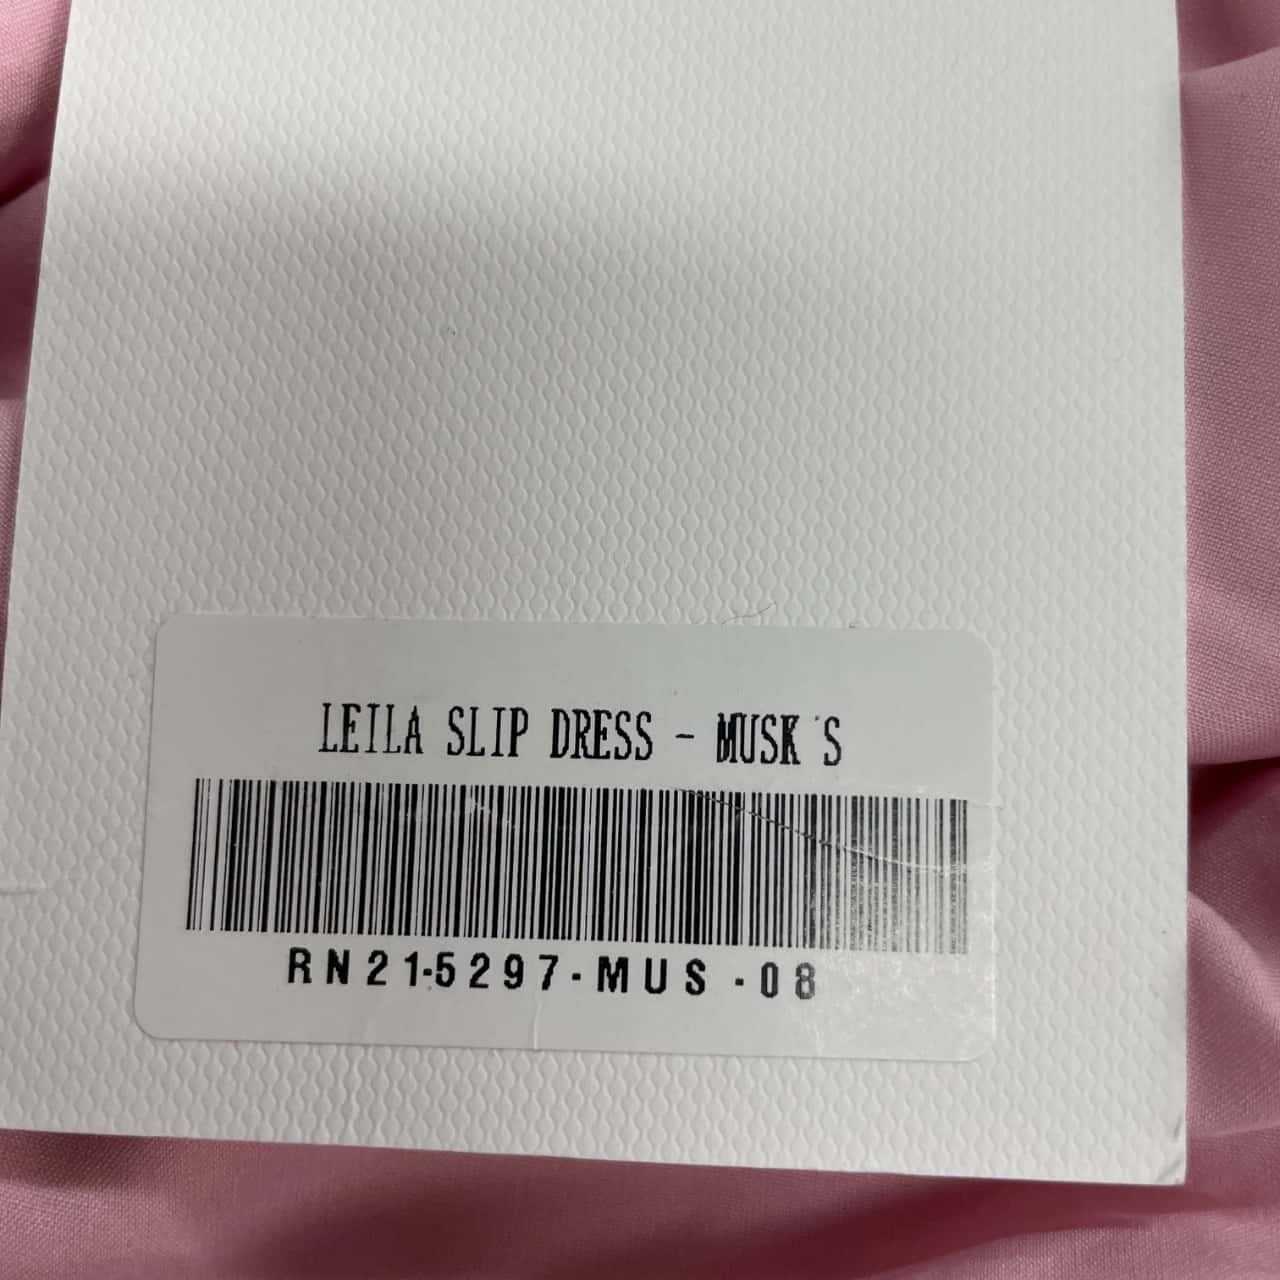 LEILA SLIP DRESS - MUSK 'S
RN21-5297-MUS-08